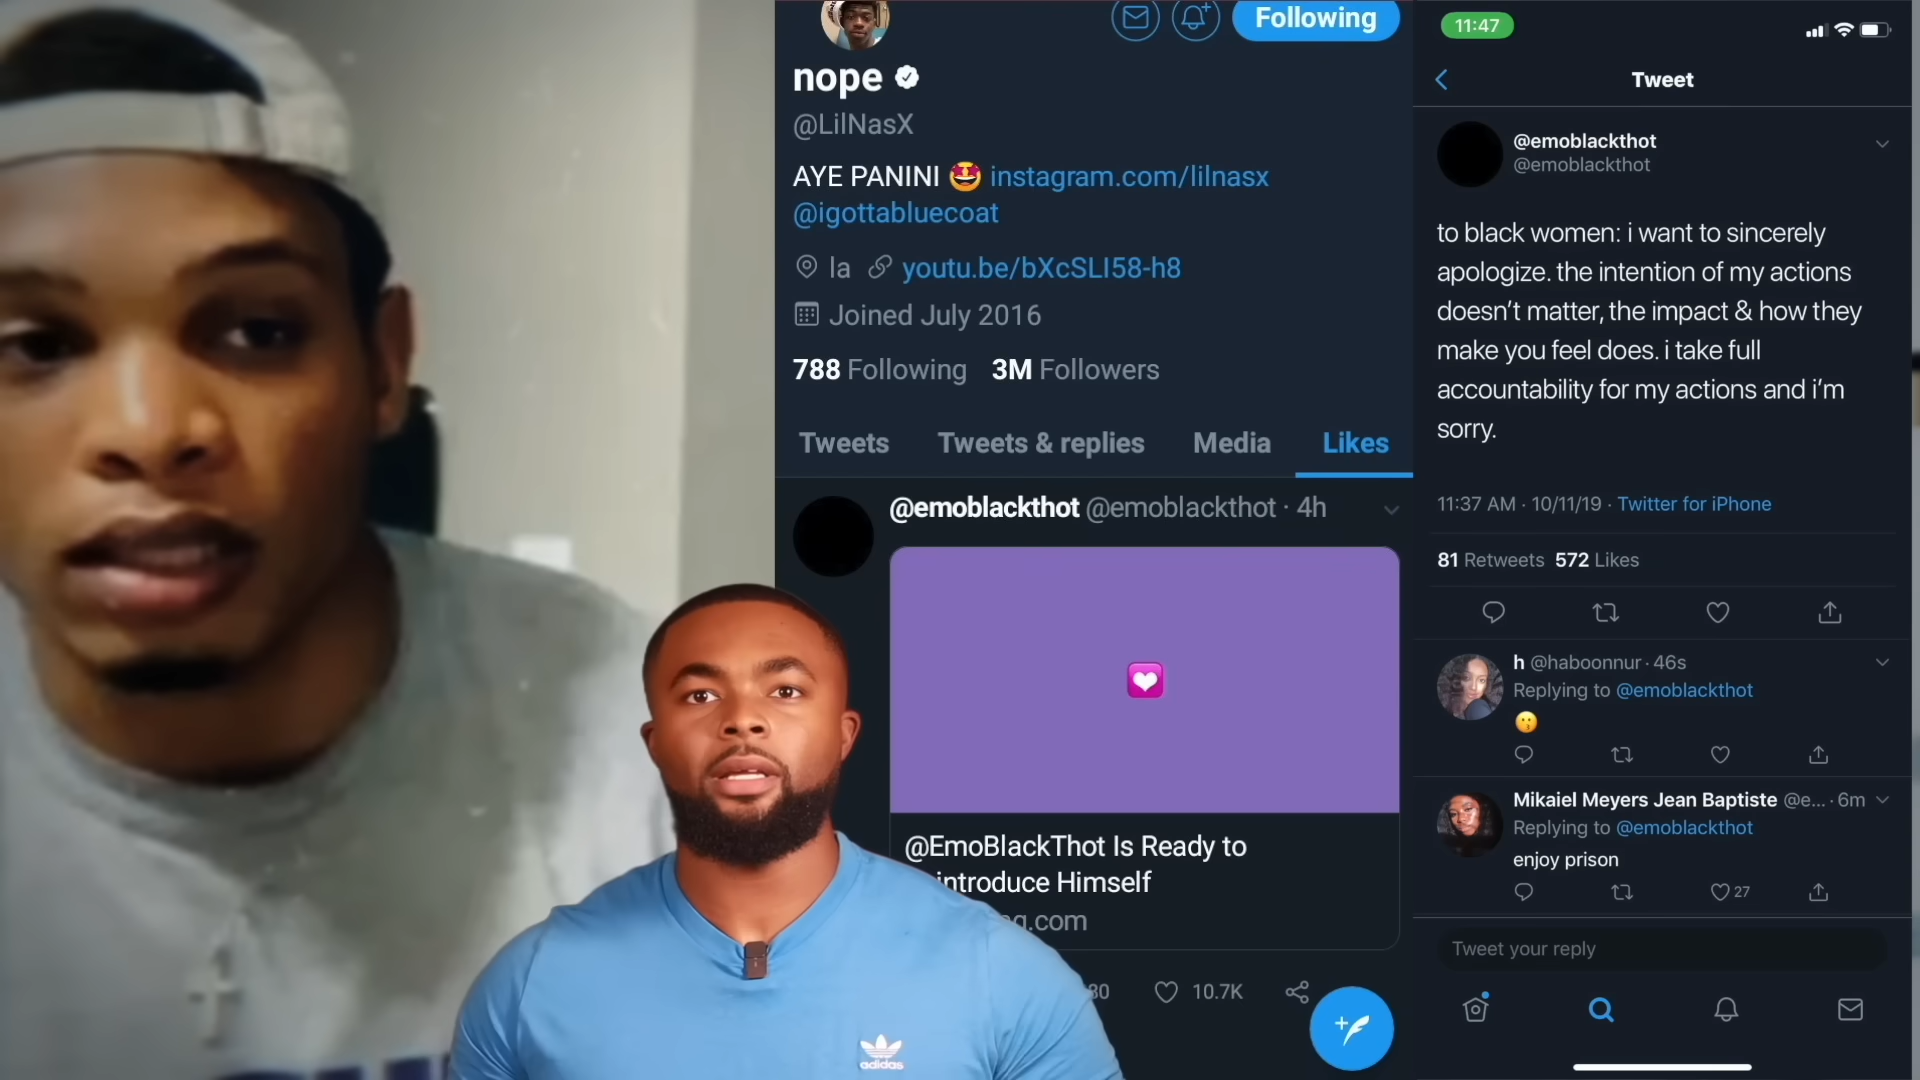 Following
nope
@LilNasX
AYE PANINI 🤩 instagram.com/lilnasx
@igottabluecoat
la youtu.be/bXcSLI58-h8
Joined July 2016
788 Following 3M Followers
Tweets Tweets & replies Media Likes
@emoblackthot @emoblackthot · 4h
@EmoBlackThot Is Ready to
introduce Himself
.com
10.7K
adidas
11:47
Tweet
@emoblackthot
@emoblackthot
to black women: i want to sincerely
apologize. the intention of my actions
doesn't matter, the impact & how they
make you feel does. i take full
accountability for my actions and i'm
sorry.
11:37 AM · 10/11/19 · Twitter for iPhone
81 Retweets 572 Likes
h @haboonnur · 46s
Replying to @emoblackthot
😗
Mikaiel Meyers Jean Baptiste @e... · 6m
Replying to @emoblackthot
enjoy prison
27
Tweet your reply